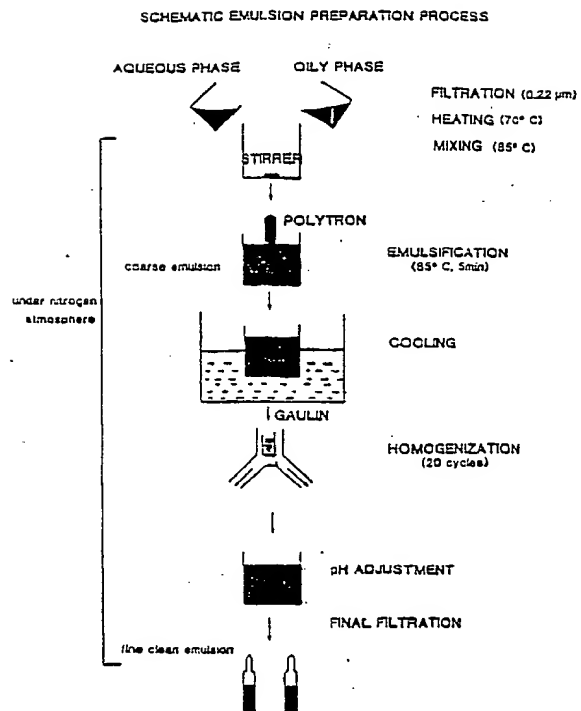 SCHEMATIC EMULSION PREPARATION PROCESS
AQUEOUS PHASE
OILY PHASE
FILTRATION (0.22 µm)
HEATING (70° C)
MIXING (85° C)
STIRRER
POLYTRON
coarse emulsion
EMULSIFICATION
(85° C, 5min)
under nitrogen
atmosphere
COOLING
GAULIN
HOMOGENIZATION
(20 cycles)
pH ADJUSTMENT
FINAL FILTRATION
fine clean emulsion